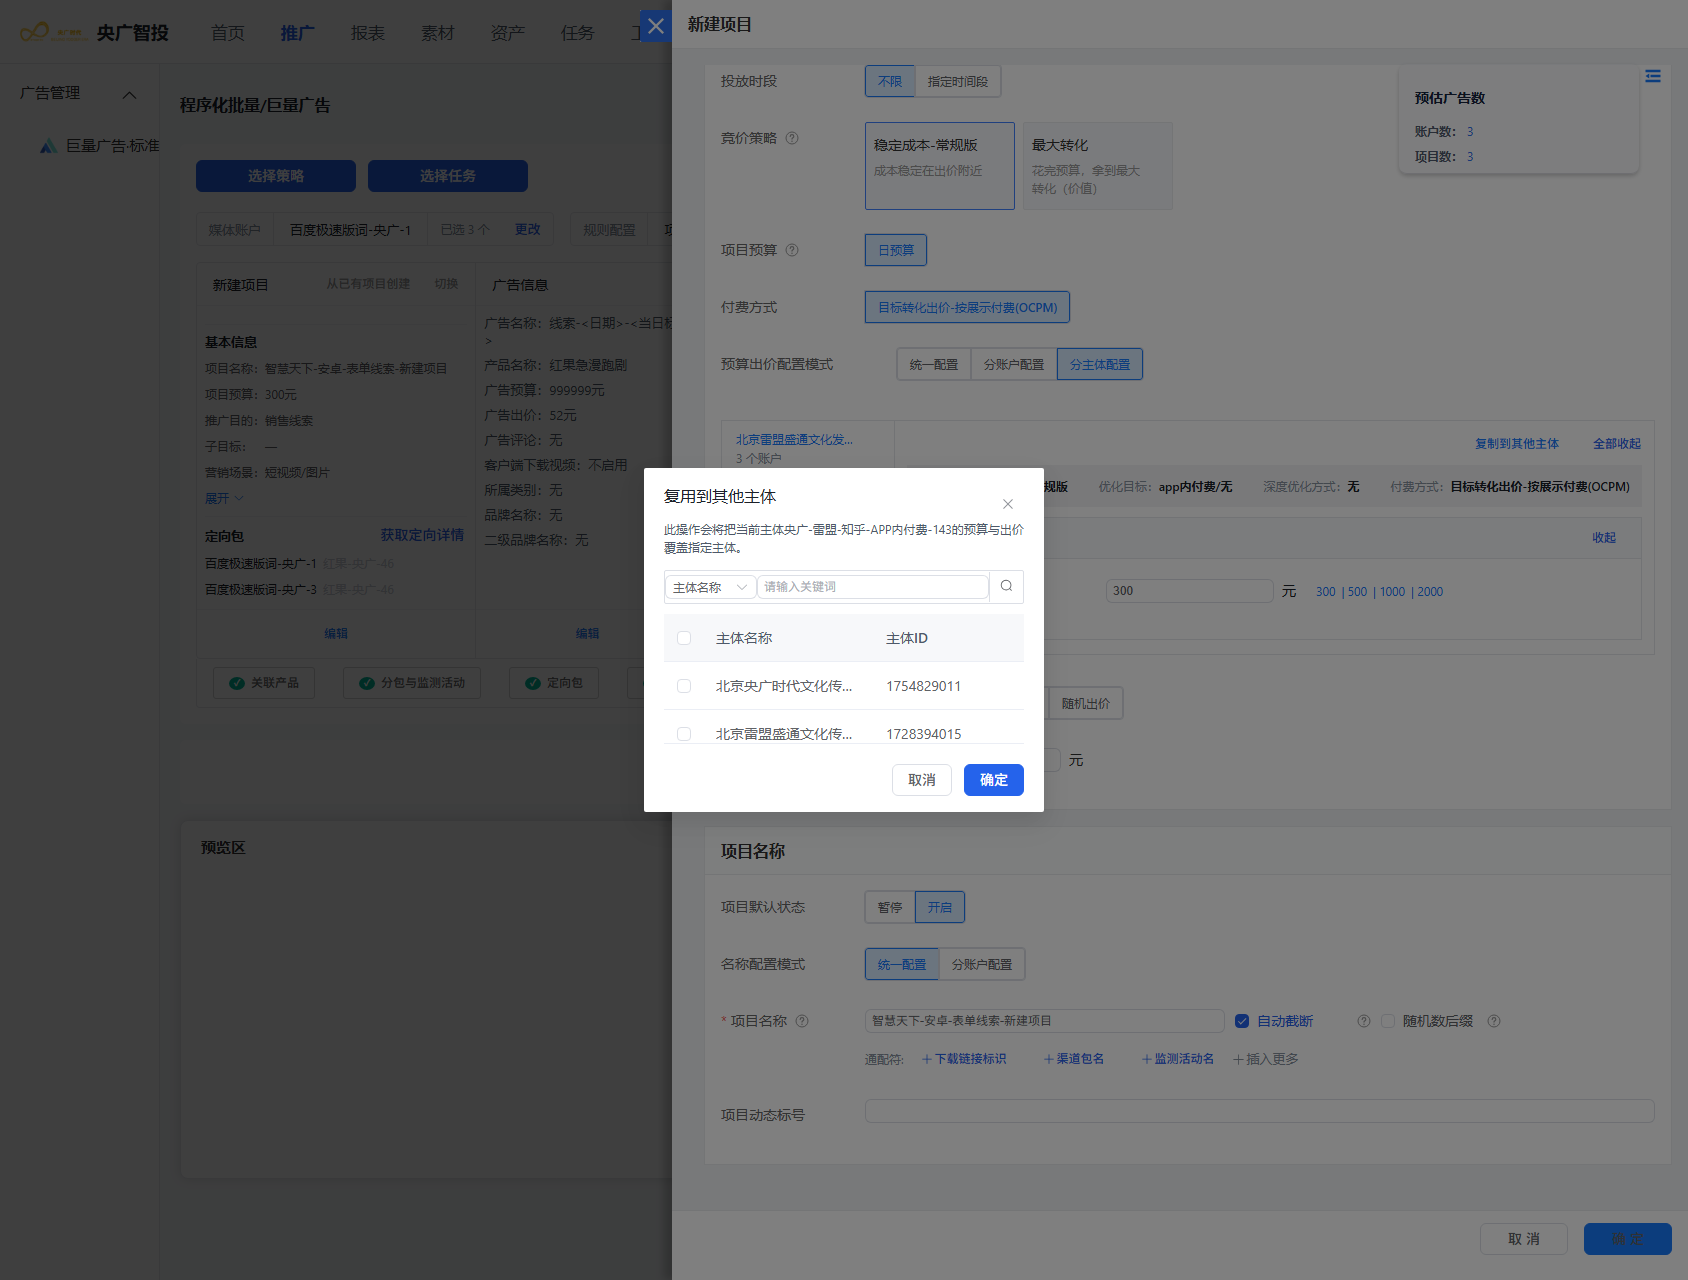 央广智投
首页
推广
报表
素材
资产
任务
新建项目
广告管理
巨量广告-标准
程序化批量/巨量广告
选择策略
选择任务
媒体账户
百度极速版词-央广-1
已选 3 个
更改
规则配置
新建项目
从已有项目创建
切换
广告信息
基本信息
项目名称：智慧天下-安卓-表单线索-新建项目
项目预算：300元
推广目的：销售线索
子目标：—
营销场景：短视频/图片
展开
定向包
获取定向详情
百度极速版词-央广-1 红果-央广-46
百度极速版词-央广-3 红果-央广-46
编辑
广告名称：线索-<日期>-<当日标
>
产品名称：红果急漫跑剧
广告预算：999999元
广告出价：52元
广告评论：无
客户端下载视频：不启用
所属类别：无
品牌名称：无
二级品牌名称：无
编辑
关联产品
分包与监测活动
定向包
预览区
投放时段
不限
指定时间段
预估广告数
账户数： 3
项目数： 3
竞价策略
稳定成本-常规版
成本稳定在出价附近
最大转化
花完预算，拿到最大
转化（价值）
项目预算
日预算
付费方式
目标转化出价-按展示付费(OCPM)
预算出价配置模式
统一配置
分账户配置
分主体配置
北京雷盟盛通文化发...
3 个账户
复制到其他主体
全部收起
规版
优化目标：app内付费/无
深度优化方式：无
付费方式：目标转化出价-按展示付费(OCPM)
收起
300
元
300 | 500 | 1000 | 2000
随机出价
元
复用到其他主体
此操作会将把当前主体央广-雷盟-知乎-APP内付费-143的预算与出价
覆盖指定主体。
主体名称
请输入关键词
主体名称
主体ID
北京央广时代文化传...
1754829011
北京雷盟盛通文化传...
1728394015
取消
确定
项目名称
项目默认状态
暂停
开启
名称配置模式
统一配置
分账户配置
* 项目名称
智慧天下-安卓-表单线索-新建项目
自动截断
随机数后缀
通配符:
+下载链接标识
+渠道包名
+监测活动名
+插入更多
项目动态标号
取 消
确 定